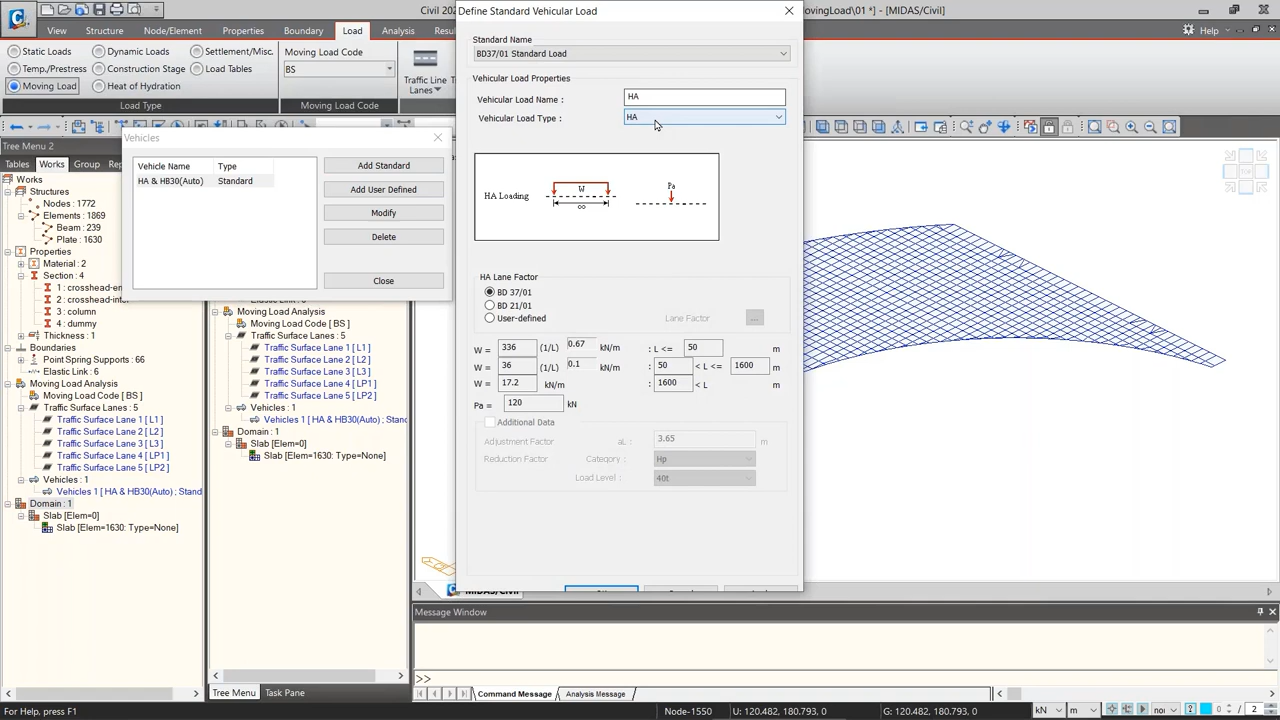 Civil 202
Define Standard Vehicular Load
MovingLoad\01 *] - [MIDAS/Civil]
View
Structure
Node/Element
Properties
Boundary
Load
Analysis
Help
Static Loads
Dynamic Loads
Settlement/Misc.
Temp./Prestress
Construction Stage
Load Tables
Moving Load
Heat of Hydration
Load Type
Moving Load Code
BS
Moving Load Code
Traffic Line
Lanes
Standard Name
BD37/01 Standard Load
Vehicular Load Properties
Vehicular Load Name :
HA
Vehicular Load Type :
HA
HA Loading
W
∞
Pa
HA Lane Factor
BD 37/01
BD 21/01
User-defined
Lane Factor
...
W =
336
(1/L)
0.67
kN/m
: L <=
50
m
W =
36
(1/L)
0.1
kN/m
:
50
< L <=
1600
m
W =
17.2
kN/m
:
1600
< L
m
Pa =
120
kN
Additional Data
Adjustment Factor
aL :
3.65
m
Reduction Factor
Category :
Hp
Load Level :
40t
Vehicles
Vehicle Name
Type
HA & HB30(Auto)
Standard
Add Standard
Add User Defined
Modify
Delete
Close
Tree Menu 2
Tables
Works
Group
Works
Structures
Nodes : 1772
Elements : 1869
Beam : 239
Plate : 1630
Properties
Material : 2
Section : 4
1 : crosshead-en
2 : crosshead-inte
3 : column
4 : dummy
Thickness : 1
Boundaries
Point Spring Supports : 66
Elastic Link : 6
Moving Load Analysis
Moving Load Code [ BS ]
Traffic Surface Lanes : 5
Traffic Surface Lane 1 [ L1 ]
Traffic Surface Lane 2 [ L2 ]
Traffic Surface Lane 3 [ L3 ]
Traffic Surface Lane 4 [ LP1 ]
Traffic Surface Lane 5 [ LP2 ]
Vehicles : 1
Vehicles 1 [ HA & HB30(Auto) ; Stand
Domain : 1
Slab [Elem=0]
Slab [Elem=1630: Type=None]
Moving Load Analysis
Moving Load Code [ BS ]
Traffic Surface Lanes : 5
Traffic Surface Lane 1 [ L1 ]
Traffic Surface Lane 2 [ L2 ]
Traffic Surface Lane 3 [ L3 ]
Traffic Surface Lane 4 [ LP1 ]
Traffic Surface Lane 5 [ LP2 ]
Vehicles : 1
Vehicles 1 [ HA & HB30(Auto) ; Stand
Domain : 1
Slab [Elem=0]
Slab [Elem=1630: Type=None]
Tree Menu
Task Pane
MIDAS/Civil
Message Window
>>
Command Message
Analysis Message
For Help, press F1
Node-1550
U: 120.482, 180.793, 0
G: 120.482, 180.793, 0
kN
m
/ 2